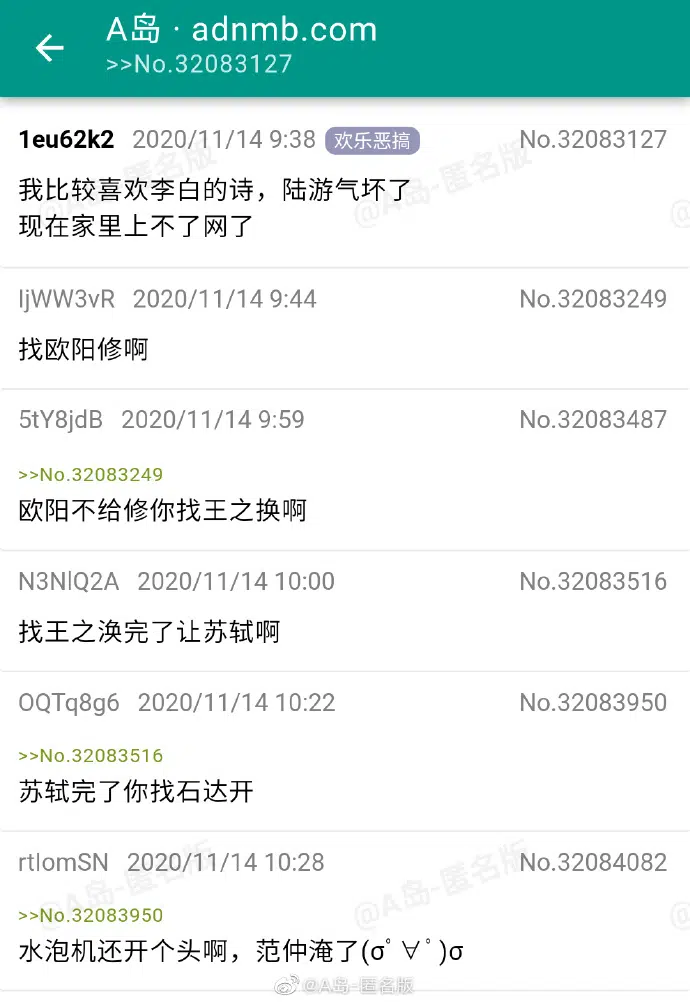 A岛 · adnmb.com
>>No.32083127
1eu62k2 2020/11/14 9:38 欢乐恶搞 No.32083127
我比较喜欢李白的诗，陆游气坏了
现在家里上不了网了
IjWW3vR 2020/11/14 9:44 No.32083249
找欧阳修啊
5tY8jdB 2020/11/14 9:59 No.32083487
>>No.32083249
欧阳不给修你找王之换啊
N3NlQ2A 2020/11/14 10:00 No.32083516
找王之涣完了让苏轼啊
OQTq8g6 2020/11/14 10:22 No.32083950
>>No.32083516
苏轼完了你找石达开
rtIomSN 2020/11/14 10:28 No.32084082
>>No.32083950
水泡机还开个头啊，范仲淹了(σﾟ∀ﾟ)σ
@A岛-匿名版